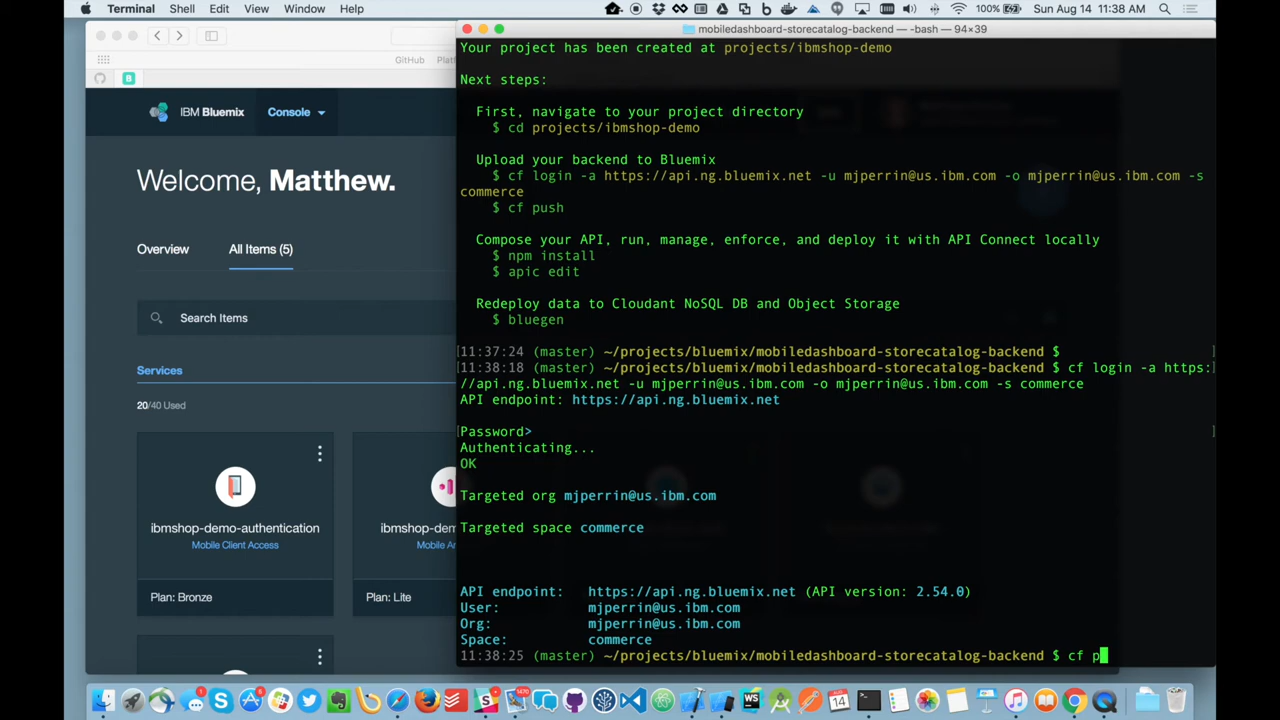 Terminal Shell Edit View Window Help
100% Sun Aug 14 11:38 AM
mobiledashboard-storecatalog-backend — -bash — 94×39
GitHub
IBM Bluemix Console
Welcome, Matthew.
Overview All Items (5)
Search Items
Services
20/40 Used
ibmshop-demo-authentication
Mobile Client Access
Plan: Bronze
ibmshop-dem
Mobile An
Plan: Lite
Your project has been created at projects/ibmshop-demo
Next steps:
First, navigate to your project directory
$ cd projects/ibmshop-demo
Upload your backend to Bluemix
$ cf login -a https://api.ng.bluemix.net -u mjperrin@us.ibm.com -o mjperrin@us.ibm.com -s
commerce
$ cf push
Compose your API, run, manage, enforce, and deploy it with API Connect locally
$ npm install
$ apic edit
Redeploy data to Cloudant NoSQL DB and Object Storage
$ bluegen
[11:37:24 (master) ~/projects/bluemix/mobiledashboard-storecatalog-backend $ ]
[11:38:18 (master) ~/projects/bluemix/mobiledashboard-storecatalog-backend $ cf login -a https:]
//api.ng.bluemix.net -u mjperrin@us.ibm.com -o mjperrin@us.ibm.com -s commerce
API endpoint: https://api.ng.bluemix.net
[Password> ]
Authenticating...
OK
Targeted org mjperrin@us.ibm.com
Targeted space commerce
API endpoint: https://api.ng.bluemix.net (API version: 2.54.0)
User: mjperrin@us.ibm.com
Org: mjperrin@us.ibm.com
Space: commerce
11:38:25 (master) ~/projects/bluemix/mobiledashboard-storecatalog-backend $ cf p